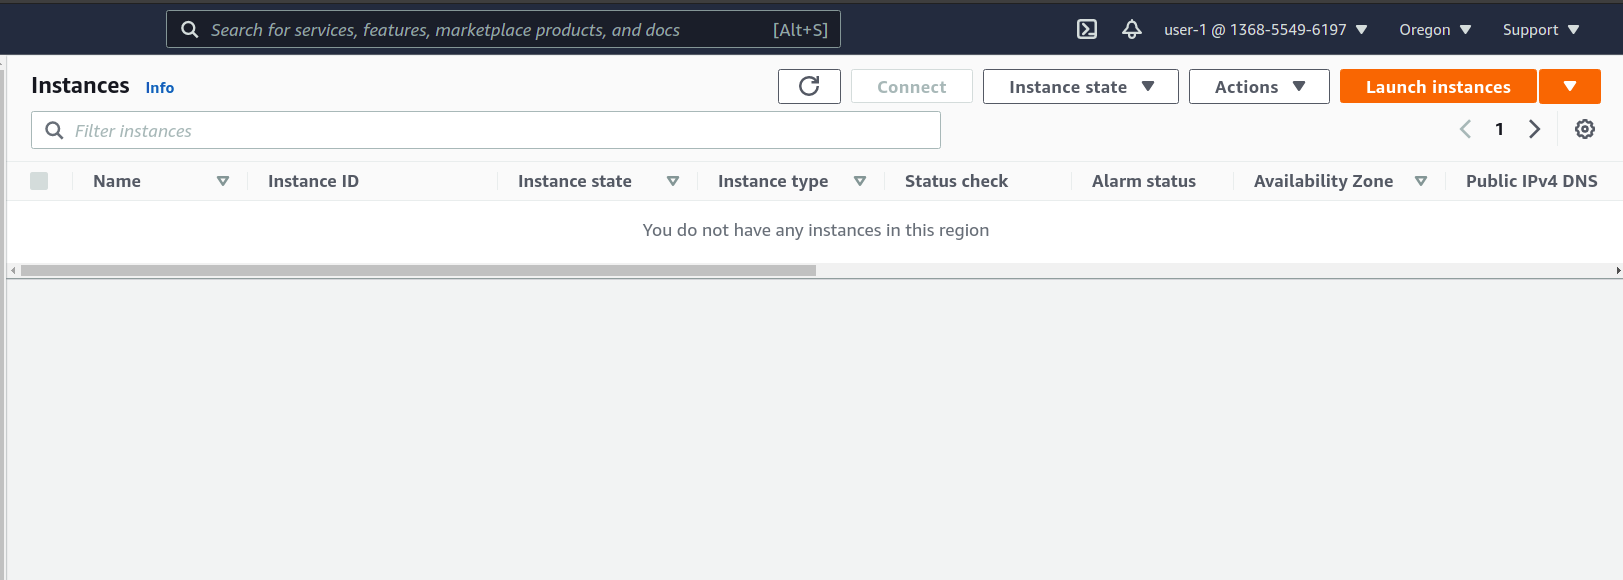 Search for services, features, marketplace products, and docs [Alt+S] user-1 @ 1368-5549-6197 Oregon Support
Instances Info Connect Instance state Actions Launch instances
Filter instances 1
Name Instance ID Instance state Instance type Status check Alarm status Availability Zone Public IPv4 DNS
You do not have any instances in this region